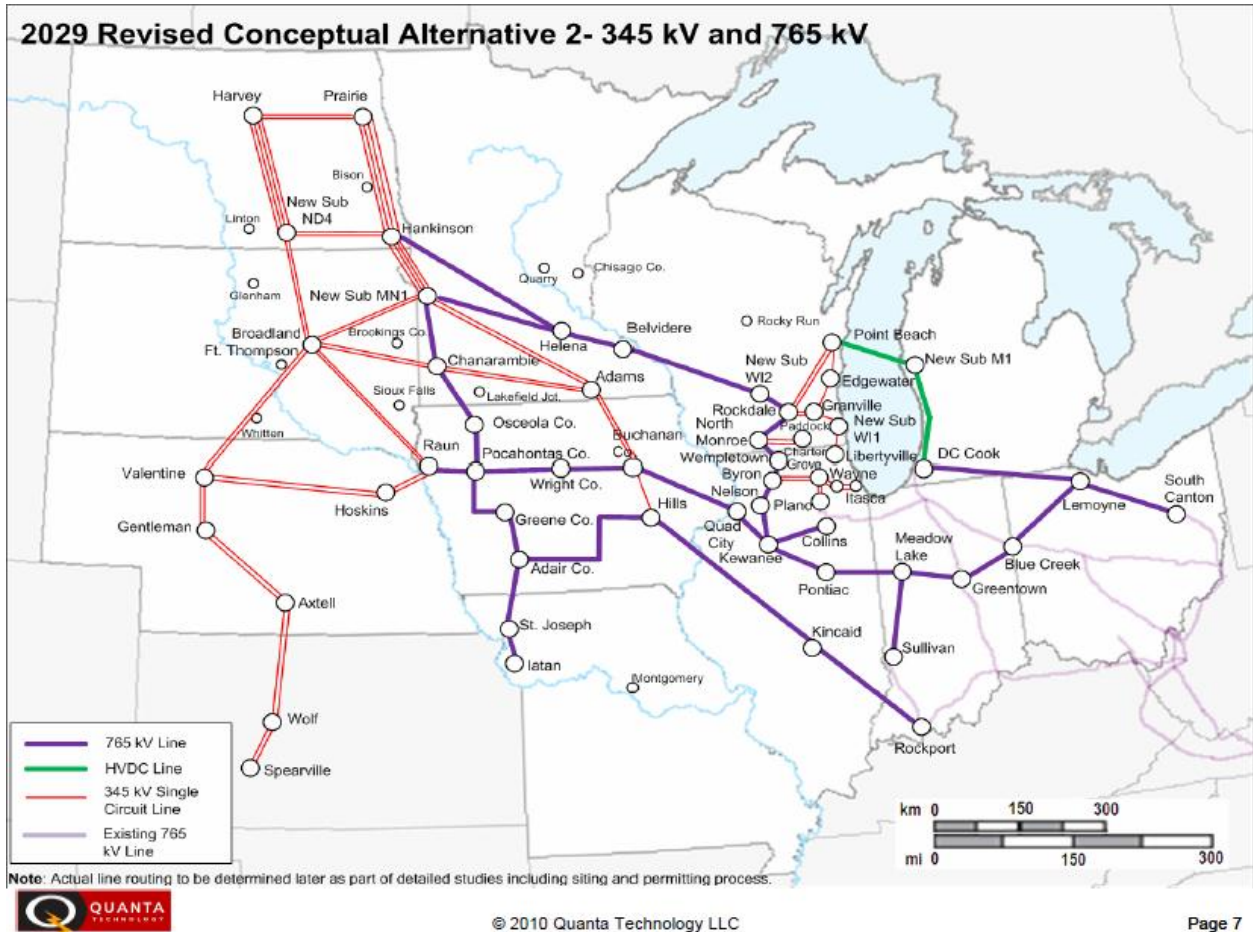 2029 Revised Conceptual Alternative 2- 345 kV and 765 kV
Harvey
Prairie
Bison
New Sub
ND4
Linton
Hankinson
Quarry
Chisago Co.
Glenham
New Sub MN1
Broadland
Brookings Co.
Ft. Thompson
Helena
Belvidere
Rocky Run
Point Beach
New Sub M1
New Sub
WI2
Edgewater
Chanarambie
Adams
Sioux Falls
Lakefield Jct.
Rockdale
Granville
Whitten
Osceola Co.
North
Monroe
Paddock
New Sub
WI1
Raun
Pocahontas Co.
Buchanan
Co.
Wempletown
Charter
Grove
Libertyville
DC Cook
Valentine
Wright Co.
Byron
Wayne
Hoskins
Nelson
Itasca
South
Canton
Lemoyne
Gentleman
Greene Co.
Hills
Plano
Quad
City
Collins
Meadow
Lake
Kewanee
Blue Creek
Adair Co.
Greentown
Pontiac
Axtell
St. Joseph
Kincaid
Sullivan
Iatan
Montgomery
Wolf
Rockport
Spearville
765 kV Line
HVDC Line
345 kV Single
Circuit Line
Existing 765
kV Line
km 0 150 300
mi 0 150 300
Note: Actual line routing to be determined later as part of detailed studies including siting and permitting process.
QUANTA
TECHNOLOGY
© 2010 Quanta Technology LLC
Page 7